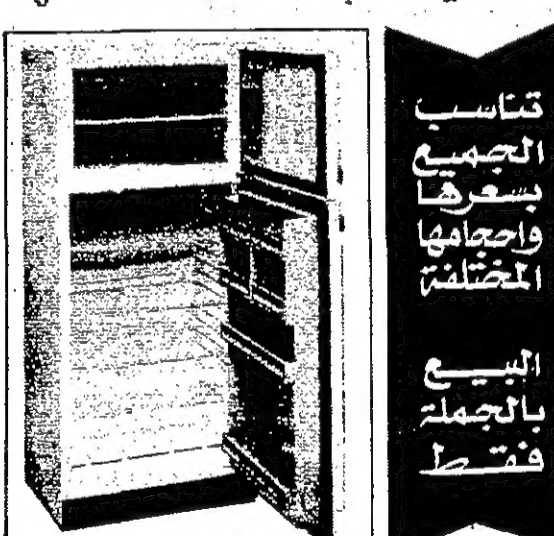 تناسب
الجميع
بسعرها
واحجامها
المختلفة
البيع
بالجملة
فقط